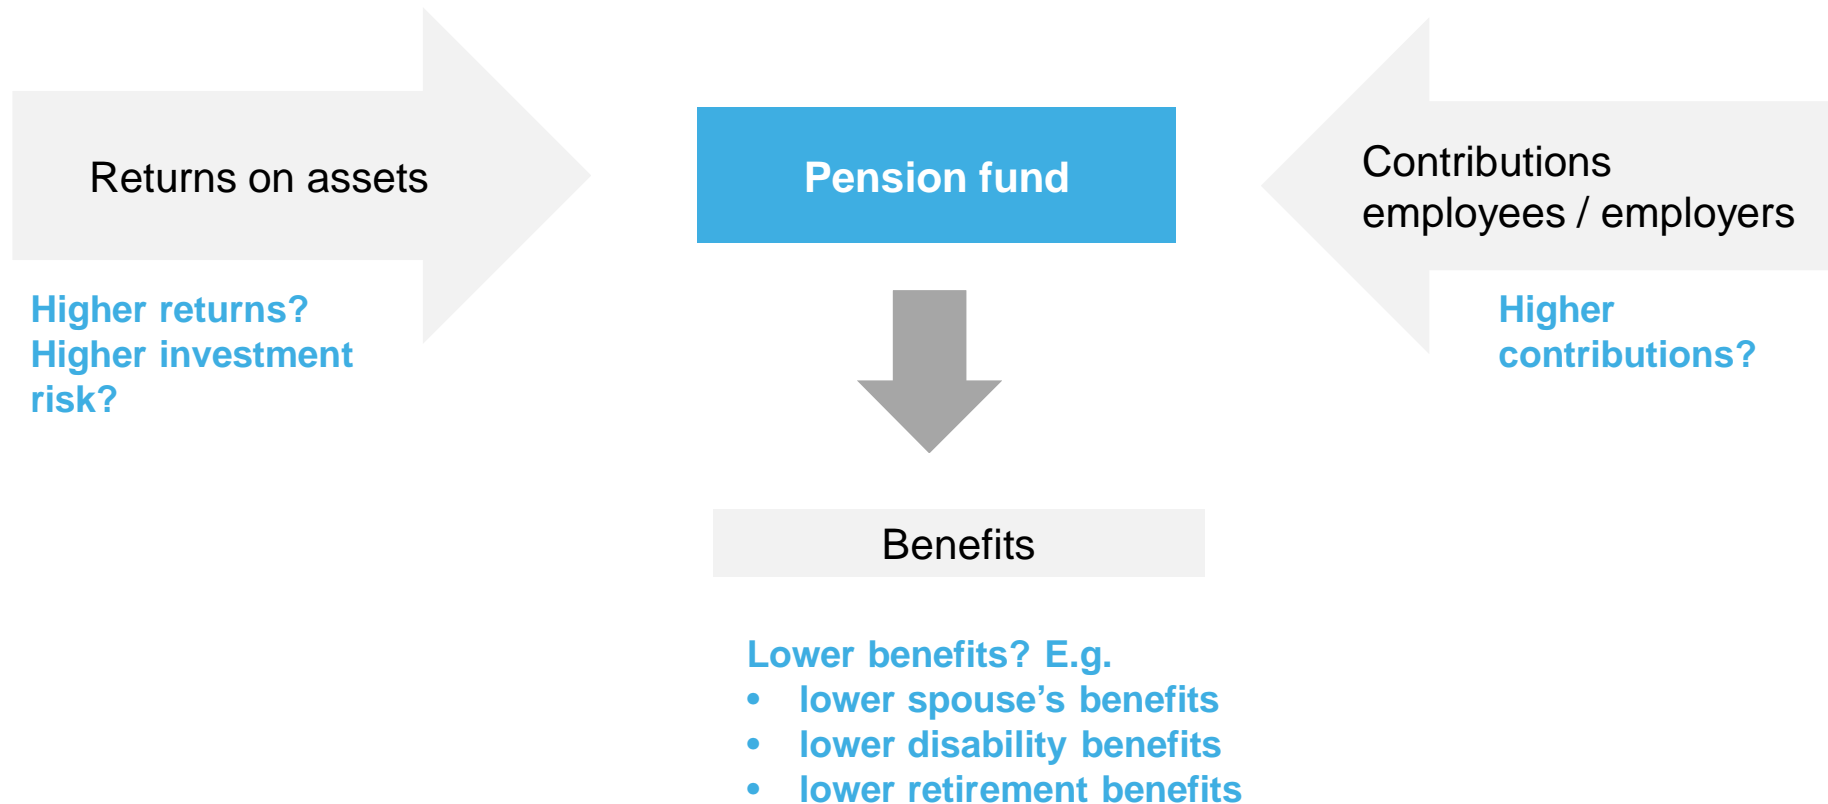 Returns on assets
Pension fund
Contributions
employees / employers
Higher returns?
Higher investment
risk?
Higher
contributions?
Benefits
Lower benefits? E.g.
• lower spouse’s benefits
• lower disability benefits
• lower retirement benefits